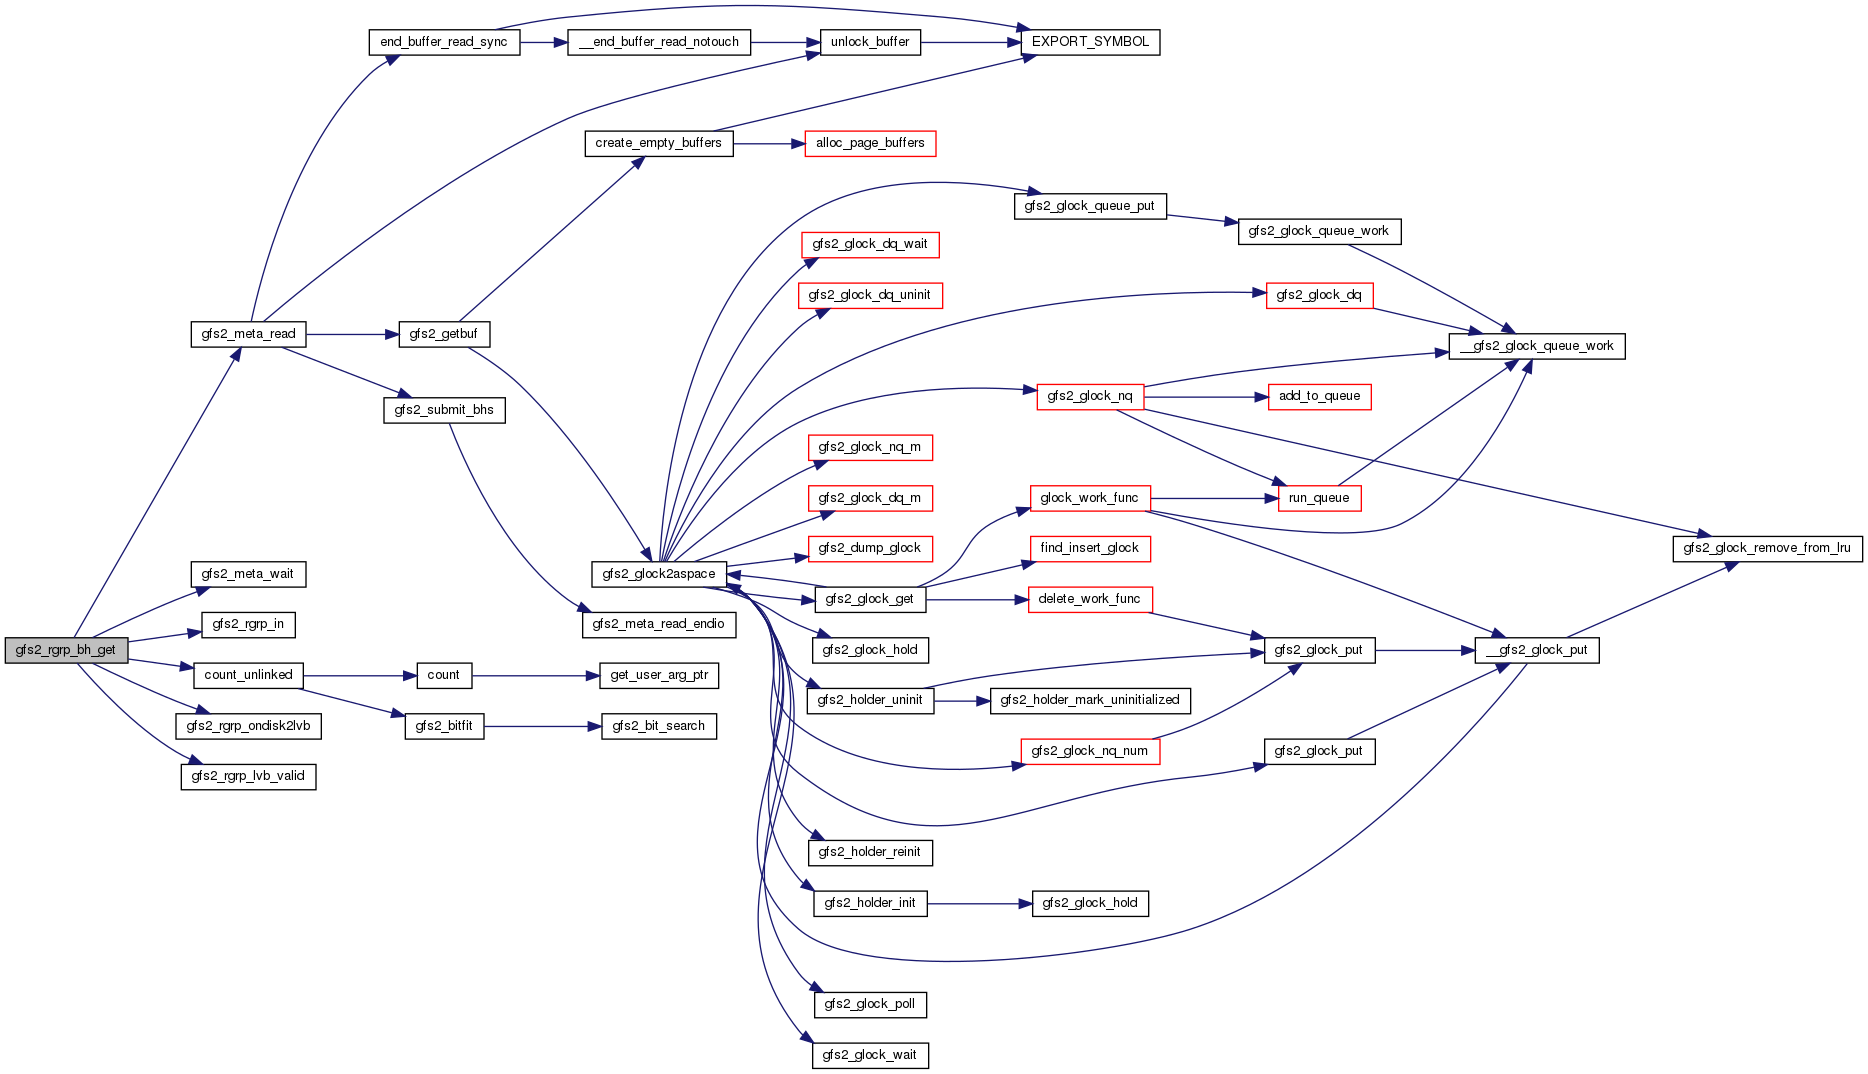 end_buffer_read_sync
__end_buffer_read_notouch
unlock_buffer
EXPORT_SYMBOL
create_empty_buffers
alloc_page_buffers
gfs2_glock_queue_put
gfs2_glock_queue_work
gfs2_glock_dq_wait
gfs2_glock_dq_uninit
gfs2_glock_dq
gfs2_meta_read
gfs2_getbuf
__gfs2_glock_queue_work
gfs2_submit_bhs
gfs2_glock_nq
add_to_queue
gfs2_glock_nq_m
gfs2_glock_dq_m
glock_work_func
run_queue
gfs2_dump_glock
find_insert_glock
gfs2_glock_remove_from_lru
gfs2_meta_wait
gfs2_glock2aspace
gfs2_glock_get
delete_work_func
gfs2_rgrp_in
gfs2_meta_read_endio
gfs2_rgrp_bh_get
gfs2_glock_hold
gfs2_glock_put
__gfs2_glock_put
count_unlinked
count
get_user_arg_ptr
gfs2_holder_uninit
gfs2_holder_mark_uninitialized
gfs2_rgrp_ondisk2lvb
gfs2_bitfit
gfs2_bit_search
gfs2_glock_nq_num
gfs2_glock_put
gfs2_rgrp_lvb_valid
gfs2_holder_reinit
gfs2_holder_init
gfs2_glock_hold
gfs2_glock_poll
gfs2_glock_wait